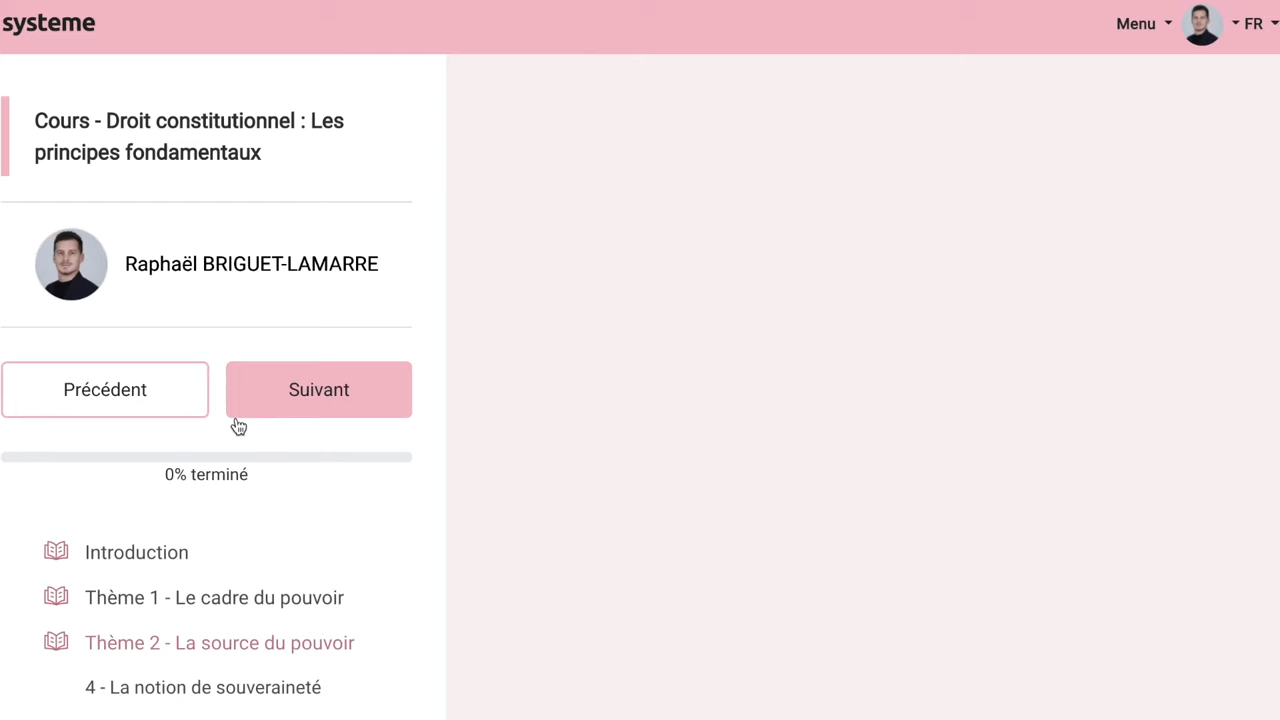 systeme
Menu
FR
Cours - Droit constitutionnel : Les
principes fondamentaux
Raphaël BRIGUET-LAMARRE
Précédent
Suivant
0% terminé
Introduction
Thème 1 - Le cadre du pouvoir
Thème 2 - La source du pouvoir
4 - La notion de souveraineté